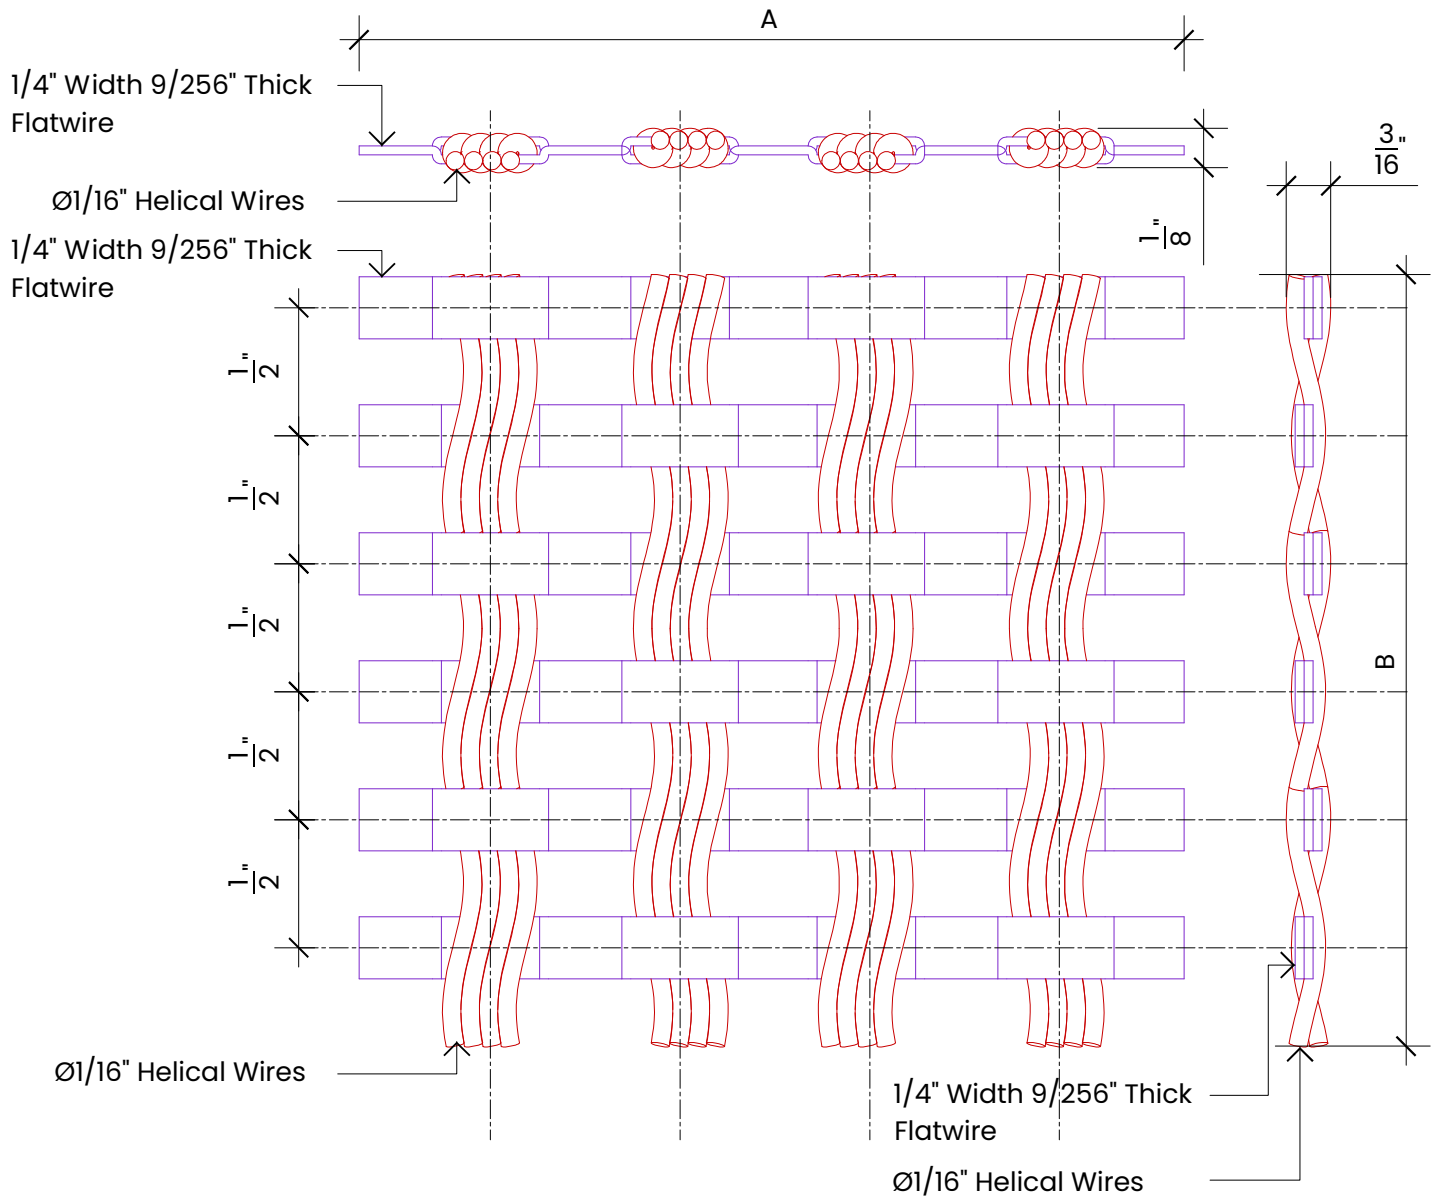 A
1/4" Width 9/256" Thick
Flatwire
3/16"
Ø1/16" Helical Wires
1/8"
1/4" Width 9/256" Thick
Flatwire
1/2"
1/2"
1/2"
B
1/2"
1/2"
Ø1/16" Helical Wires
1/4" Width 9/256" Thick
Flatwire
Ø1/16" Helical Wires